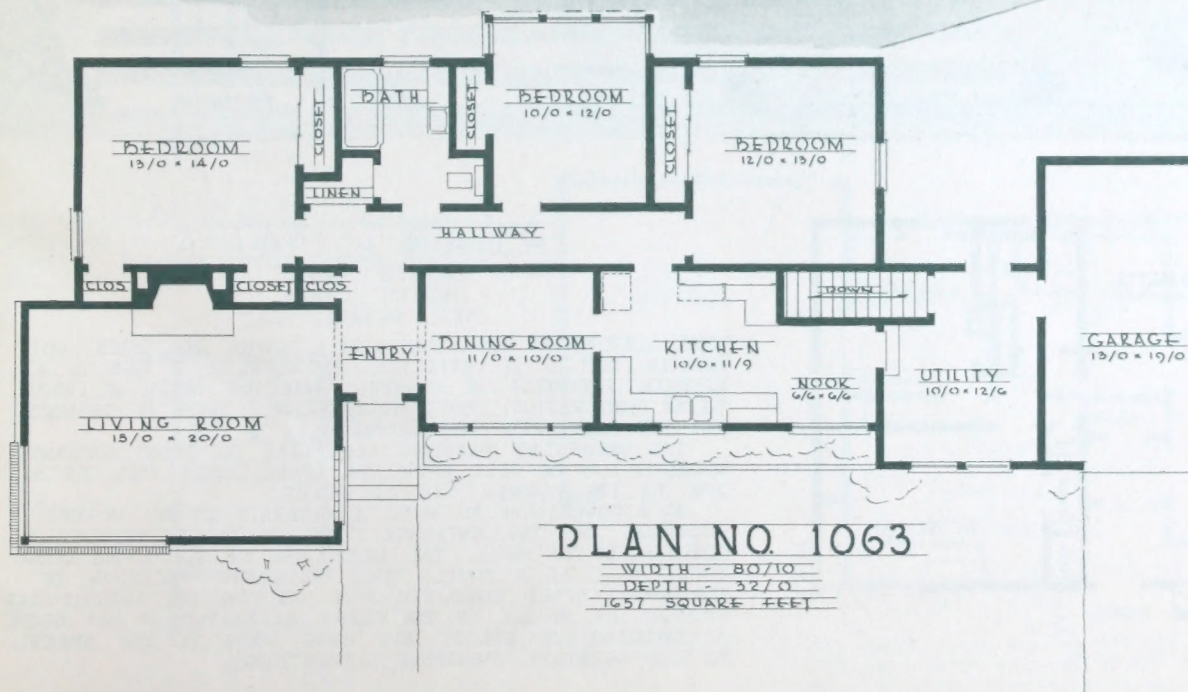 BATH
BEDROOM
10/0 x 12/0
CLOSET
CLOSET
CLOSET
BEDROOM
13/0 x 14/0
BEDROOM
12/0 x 13/0
LINEN
HALLWAY
CLOS
CLOSET
CLOS
DOWN
ENTRY
DINING ROOM
11/0 x 10/0
KITCHEN
10/0 x 11/9
NOOK
6/6 x 6/6
UTILITY
10/0 x 12/6
GARAGE
13/0 x 19/0
LIVING ROOM
15/0 x 20/0
PLAN NO. 1063
WIDTH - 80/10
DEPTH - 32/0
1657 SQUARE FEET